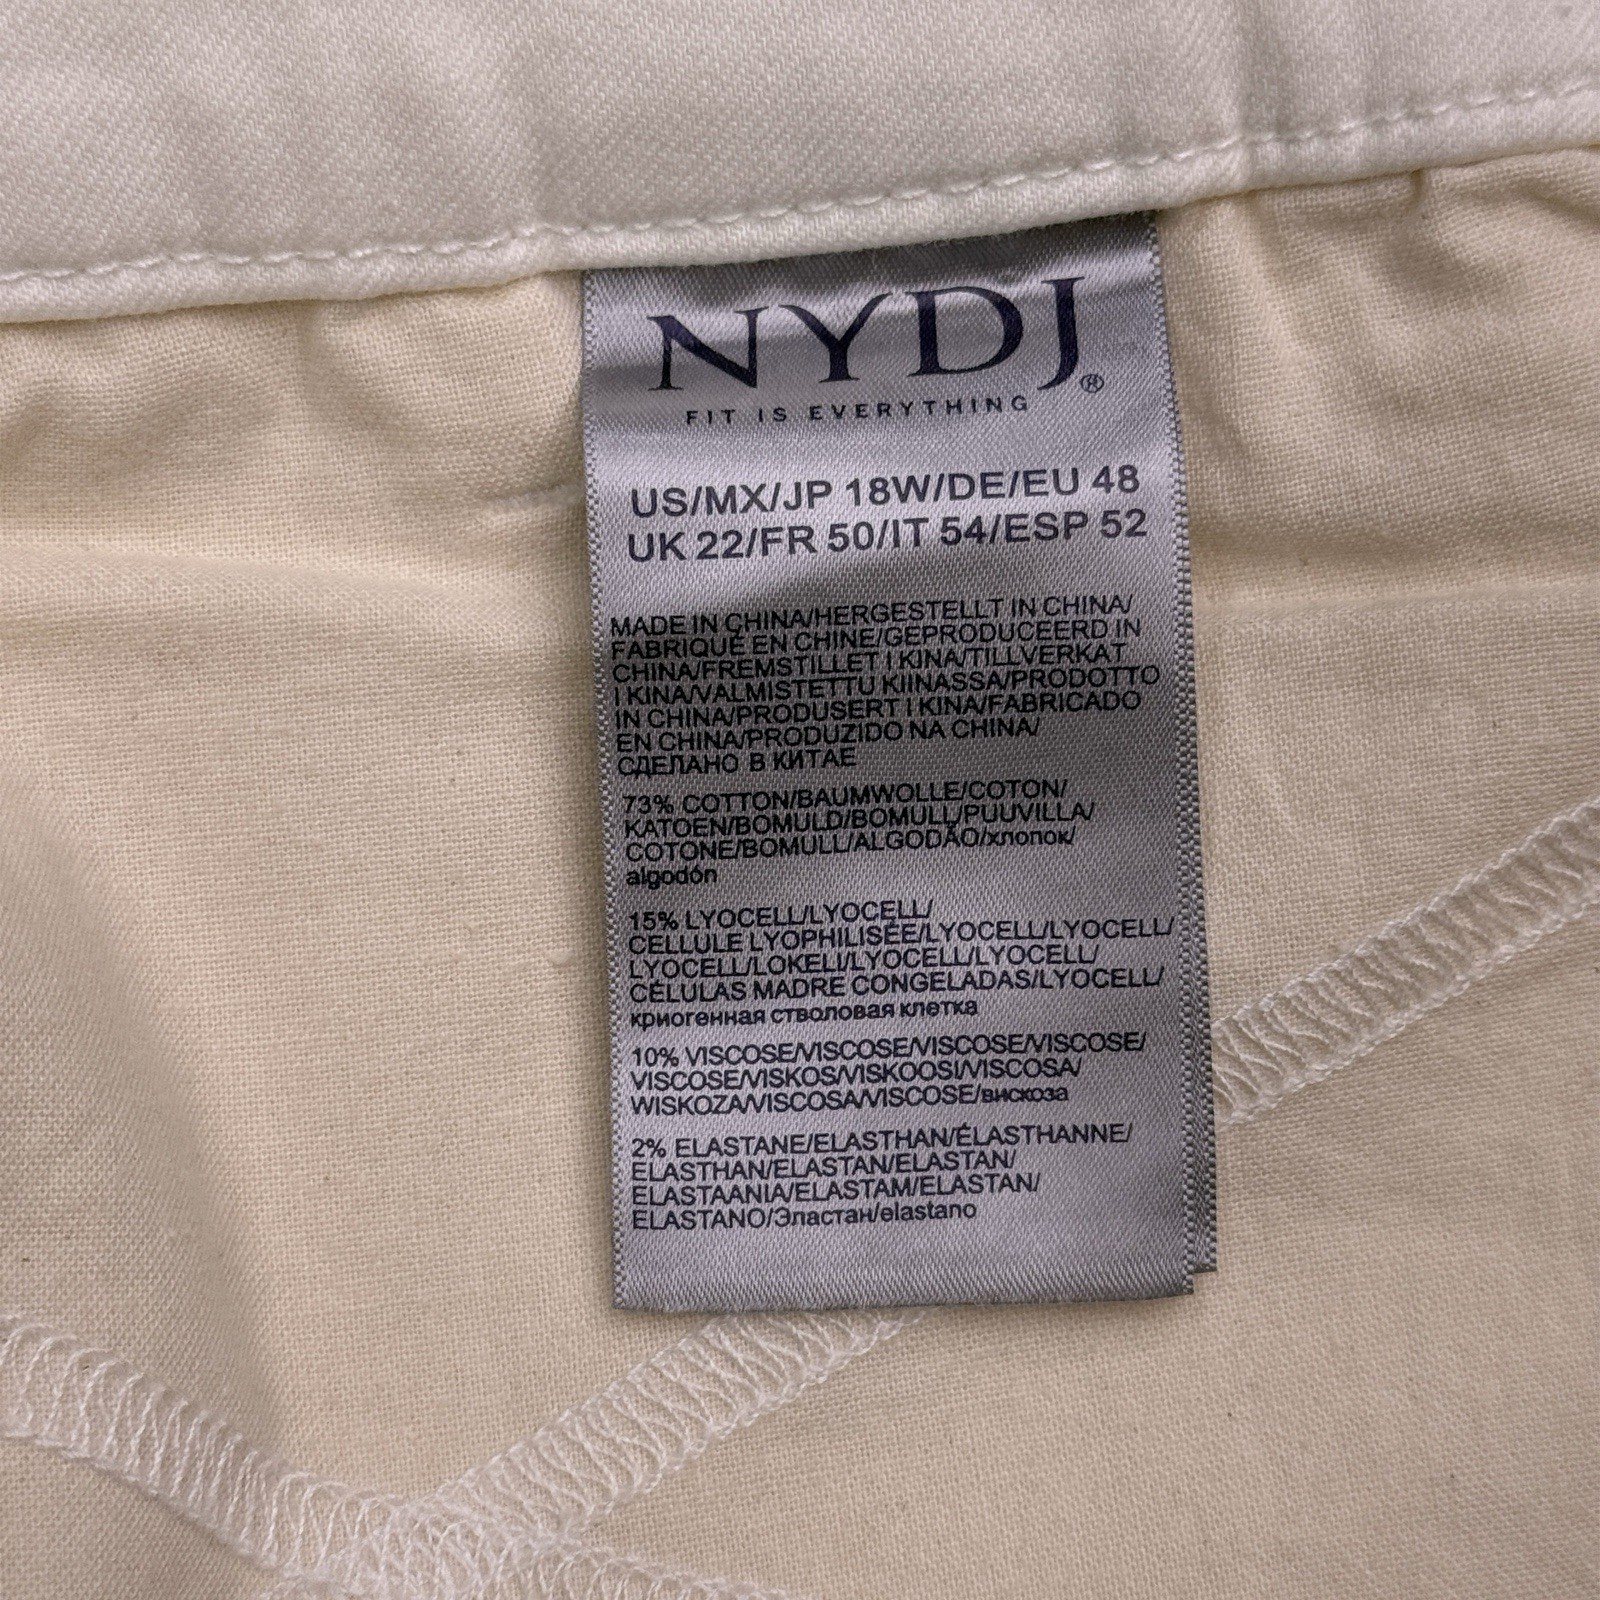 NYDJ®
FIT IS EVERYTHING
US/MX/JP 18W/DE/EU 48
UK 22/FR 50/IT 54/ESP 52
MADE IN CHINA/HERGESTELLT IN CHINA/
FABRIQUÉ EN CHINE/GEPRODUCEERD IN
CHINA/FREMSTILLET I KINA/TILLVERKAT
I KINA/VALMISTETTU KIINASSA/PRODOTTO
IN CHINA/PRODUSERT I KINA/FABRICADO
EN CHINA/PRODUZIDO NA CHINA/
СДЕЛАНО В КИТАЕ
73% COTTON/BAUMWOLLE/COTON/
KATOEN/BOMULD/BOMULL/PUUVILLA/
COTONE/BOMULL/ALGODÃO/хлопок/
algodón
15% LYOCELL/LYOCELL/
CELLULE LYOPHILISÉE/LYOCELL/LYOCELL/
LYOCELL/LOKELI/LYOCELL/LYOCELL/
CÉLULAS MADRE CONGELADAS/LYOCELL/
криогенная стволовая клетка
10% VISCOSE/VISCOSE/VISCOSE/VISCOSE/
VISCOSE/VISKOS/VISKOOSI/VISCOSA/
WISKOZA/VISCOSA/VISCOSE/вискоза
2% ELASTANE/ELASTHAN/ÉLASTHANNE/
ELASTHAN/ELASTAN/ELASTAN/
ELASTAANIA/ELASTAM/ELASTAN/
ELASTANO/Эластан/elastano